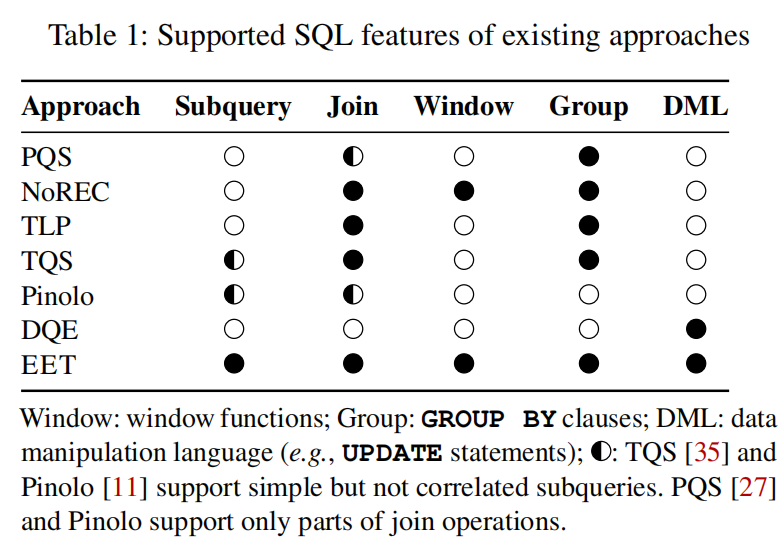 Table 1: Supported SQL features of existing approaches
Approach Subquery Join Window Group DML
PQS ○ ◐ ○ ● ○
NoREC ○ ● ● ● ○
TLP ○ ● ○ ● ○
TQS ◐ ● ○ ● ○
Pinolo ◐ ◐ ○ ○ ○
DQE ○ ○ ○ ○ ●
EET ● ● ● ● ●
Window: window functions; Group: GROUP BY clauses; DML: data
manipulation language (e.g., UPDATE statements); ◐: TQS [35] and
Pinolo [11] support simple but not correlated subqueries. PQS [27]
and Pinolo support only parts of join operations.